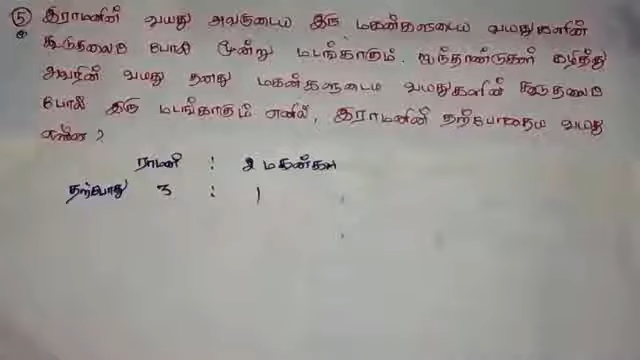 ⑤ இராமனின் வயது அவருடைய இரு மகன்களுடைய வயதுகளின்
கூடுதலைப் போல் மூன்று மடங்காகும். ஐந்தாண்டுகள் கழித்து
அவரின் வயது தனது மகன்களுடைய வயதுகளின் கூடுதலைப்
போல் இரு மடங்காகும் எனில், இராமனின் தற்போதைய வயது
என்ன?
ராமன் : 2 மகன்கள்
தற்போது 3 : 1